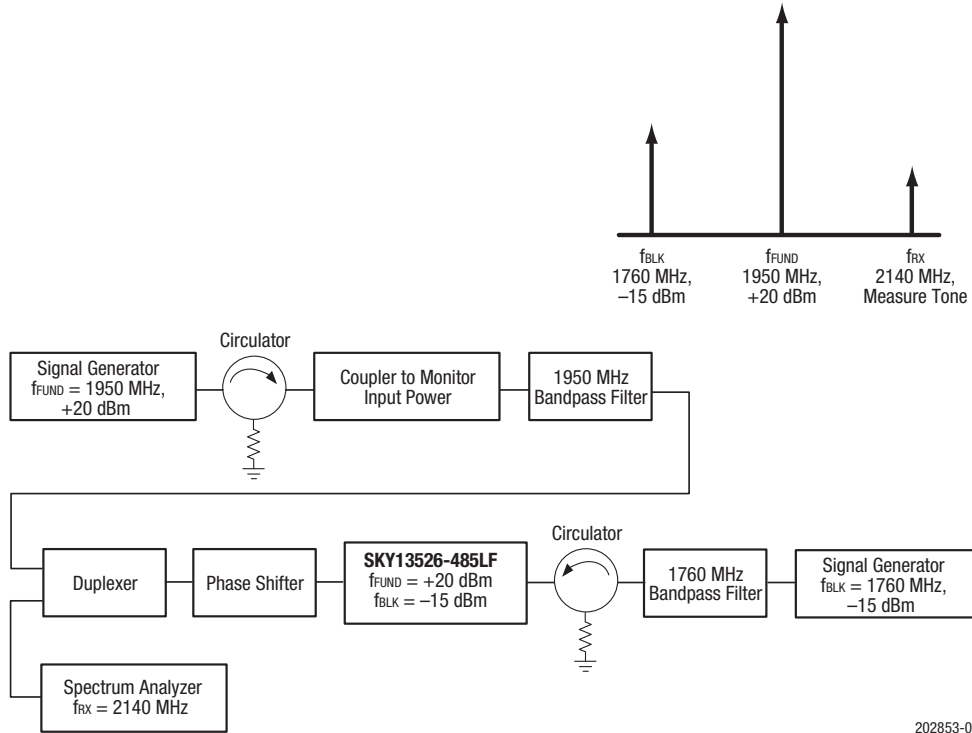 fBLK
1760 MHz,
–15 dBm
fFUND
1950 MHz,
+20 dBm
fRX
2140 MHz,
Measure Tone
Circulator
Signal Generator
fFUND = 1950 MHz,
+20 dBm
Coupler to Monitor
Input Power
1950 MHz
Bandpass Filter
Duplexer
Phase Shifter
SKY13526-485LF
fFUND = +20 dBm
fBLK = –15 dBm
Circulator
1760 MHz
Bandpass Filter
Signal Generator
fBLK = 1760 MHz,
–15 dBm
Spectrum Analyzer
fRX = 2140 MHz
202853-0